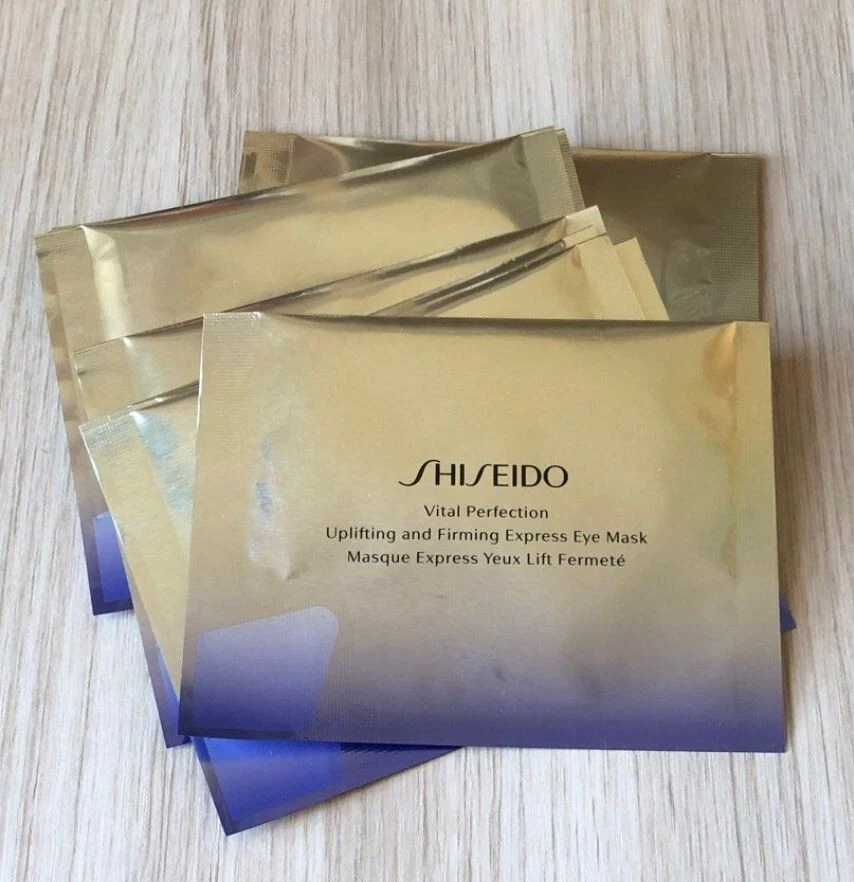 SHISEIDO
Vital Perfection
Uplifting and Firming Express Eye Mask
Masque Express Yeux Lift Fermeté